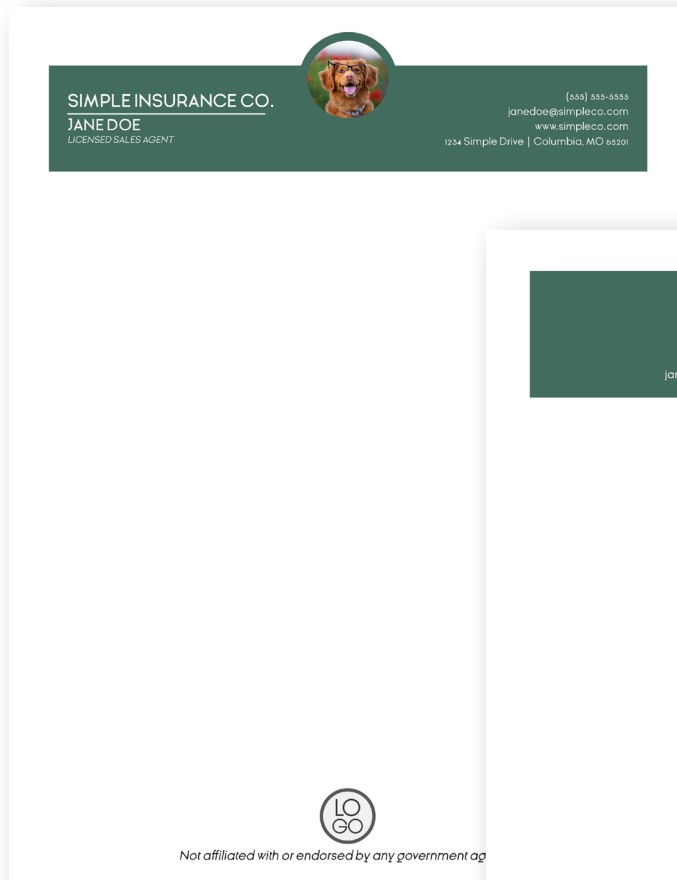 SIMPLE INSURANCE CO.
JANE DOE
LICENSED SALES AGENT
(555) 555-5555
janedoe@simpleco.com
www.simpleco.com
1234 Simple Drive | Columbia, MO 65201
LO
GO
Not affiliated with or endorsed by any government ag